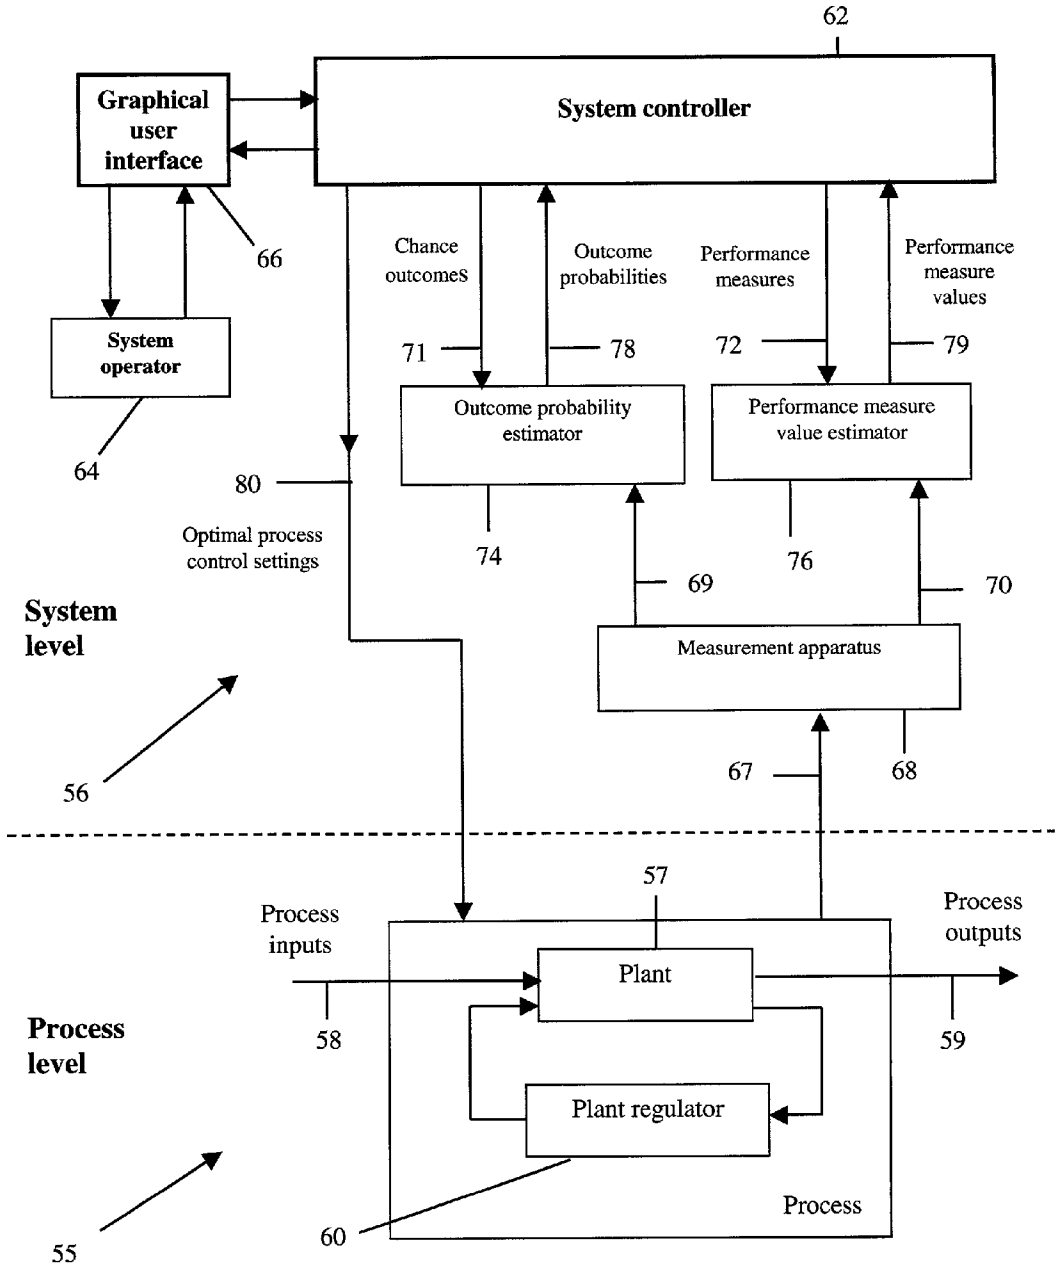 62
Graphical
user
interface
System controller
66
Chance
outcomes
Outcome
probabilities
Performance
measures
Performance
measure
values
System
operator
71
78
72
79
64
Outcome probability
estimator
Performance measure
value estimator
80
74
76
Optimal process
control settings
69
70
System
level
Measurement apparatus
56
67
68
57
Process
inputs
Process
outputs
Plant
58
59
Process
level
Plant regulator
Process
60
55